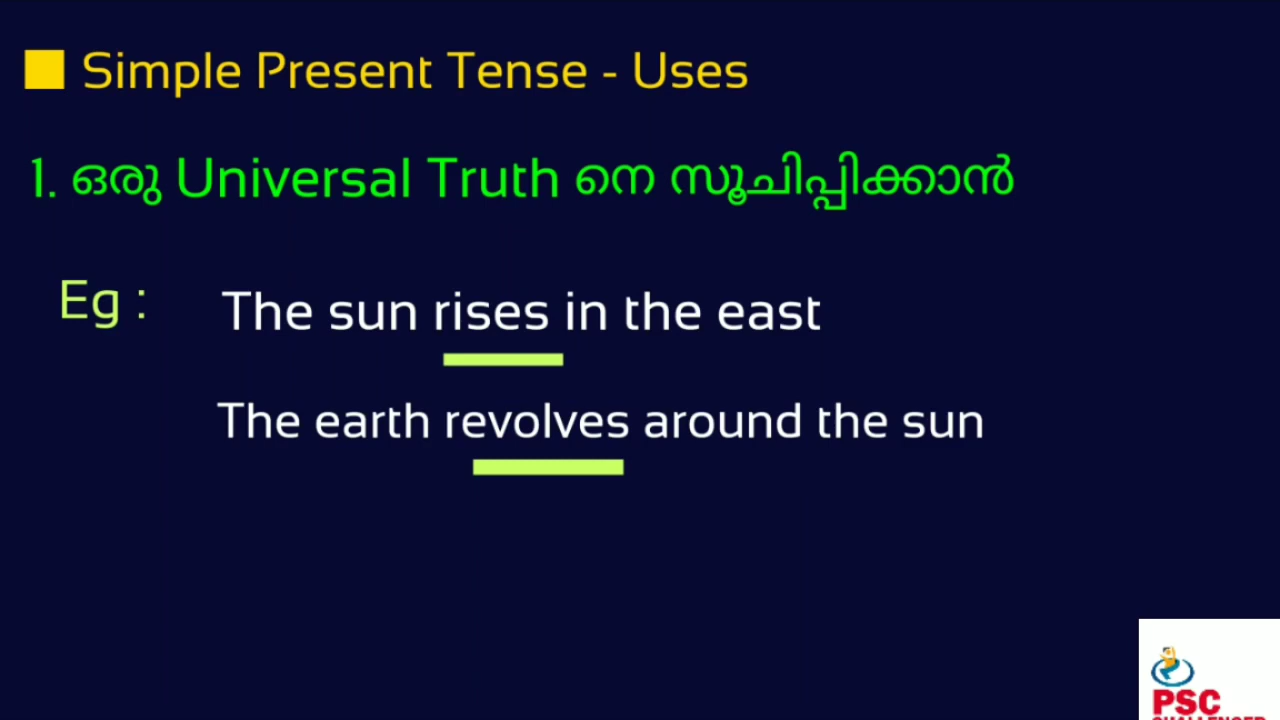 Simple Present Tense - Uses
1. ഒരു Universal Truth നെ സൂചിപ്പിക്കാൻ
Eg :
The sun rises in the east
The earth revolves around the sun
PSC